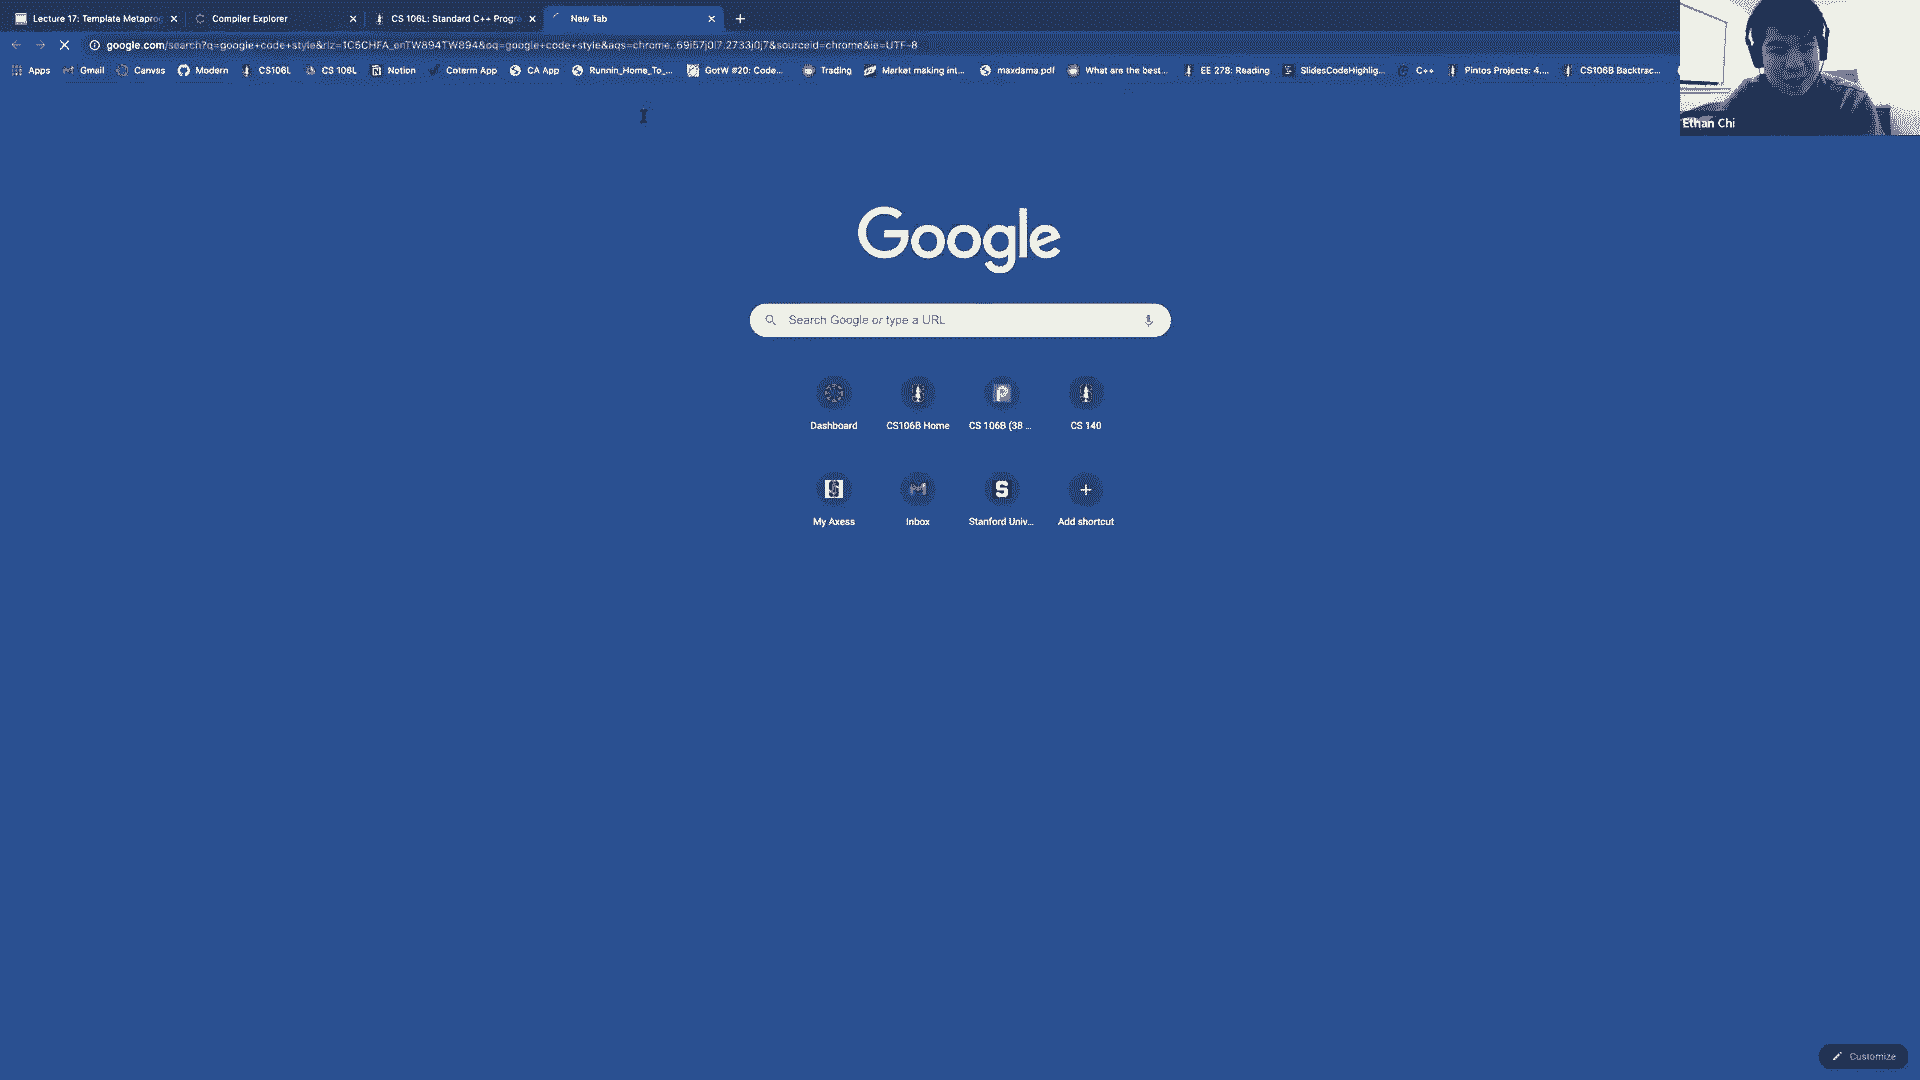 Lecture 17: Template Metaprog
Compiler Explorer
CS 106L: Standard C++ Progr
New Tab
google.com/search?q=google+code+style&rlz=1C5CHFA_enTW894TW894&oq=google+code+style&aqs=chrome..69i57j0l7.2733j0j7&sourceid=chrome&ie=UTF-8
Apps
Gmail
Canvas
Modern
CS106L
CS 106L
Notion
Coterm App
CA App
Runnin_Home_To_...
GotW #20: Code...
Trading
Market making int...
maxdama.pdf
What are the best...
EE 278: Reading
SlidesCodeHighlig...
C++
Pintos Projects: 4....
CS106B Backtrac...
Ethan Chi
Google
Search Google or type a URL
Dashboard
CS106B Home
CS 106B (38 ...
CS 140
My Axess
Inbox
Stanford Univ...
Add shortcut
Customize